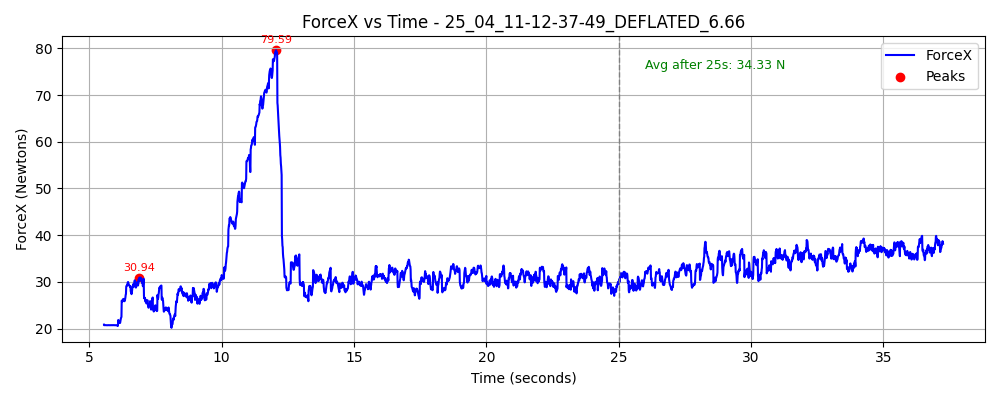 ForceX vs Time - 25_04_11-12-37-49_DEFLATED_6.66
79.59
Avg after 25s: 34.33 N
ForceX
Peaks
30.94
ForceX (Newtons)
80
70
60
50
40
30
20
5
10
15
20
25
30
35
Time (seconds)